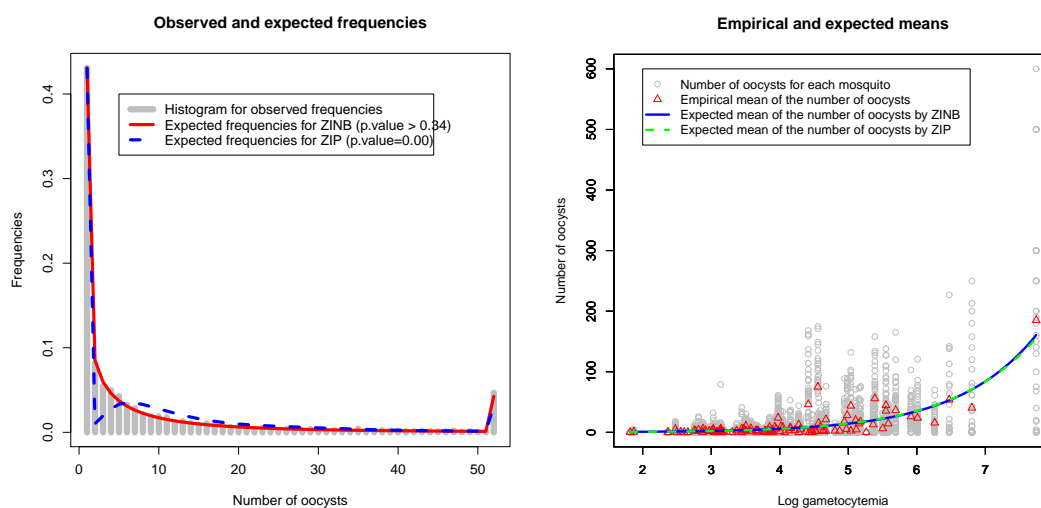 Observed and expected frequencies
Histogram for observed frequencies
Expected frequencies for ZINB (p.value > 0.34)
Expected frequencies for ZIP (p.value=0.00)
Frequencies
0.4
0.3
0.2
0.1
0.0
0 10 20 30 40 50
Number of oocysts
Empirical and expected means
Number of oocysts for each mosquito
Empirical mean of the number of oocysts
Expected mean of the number of oocysts by ZINB
Expected mean of the number of oocysts by ZIP
Number of oocysts
600
500
400
300
200
100
0
2 3 4 5 6 7
Log gametocytemia